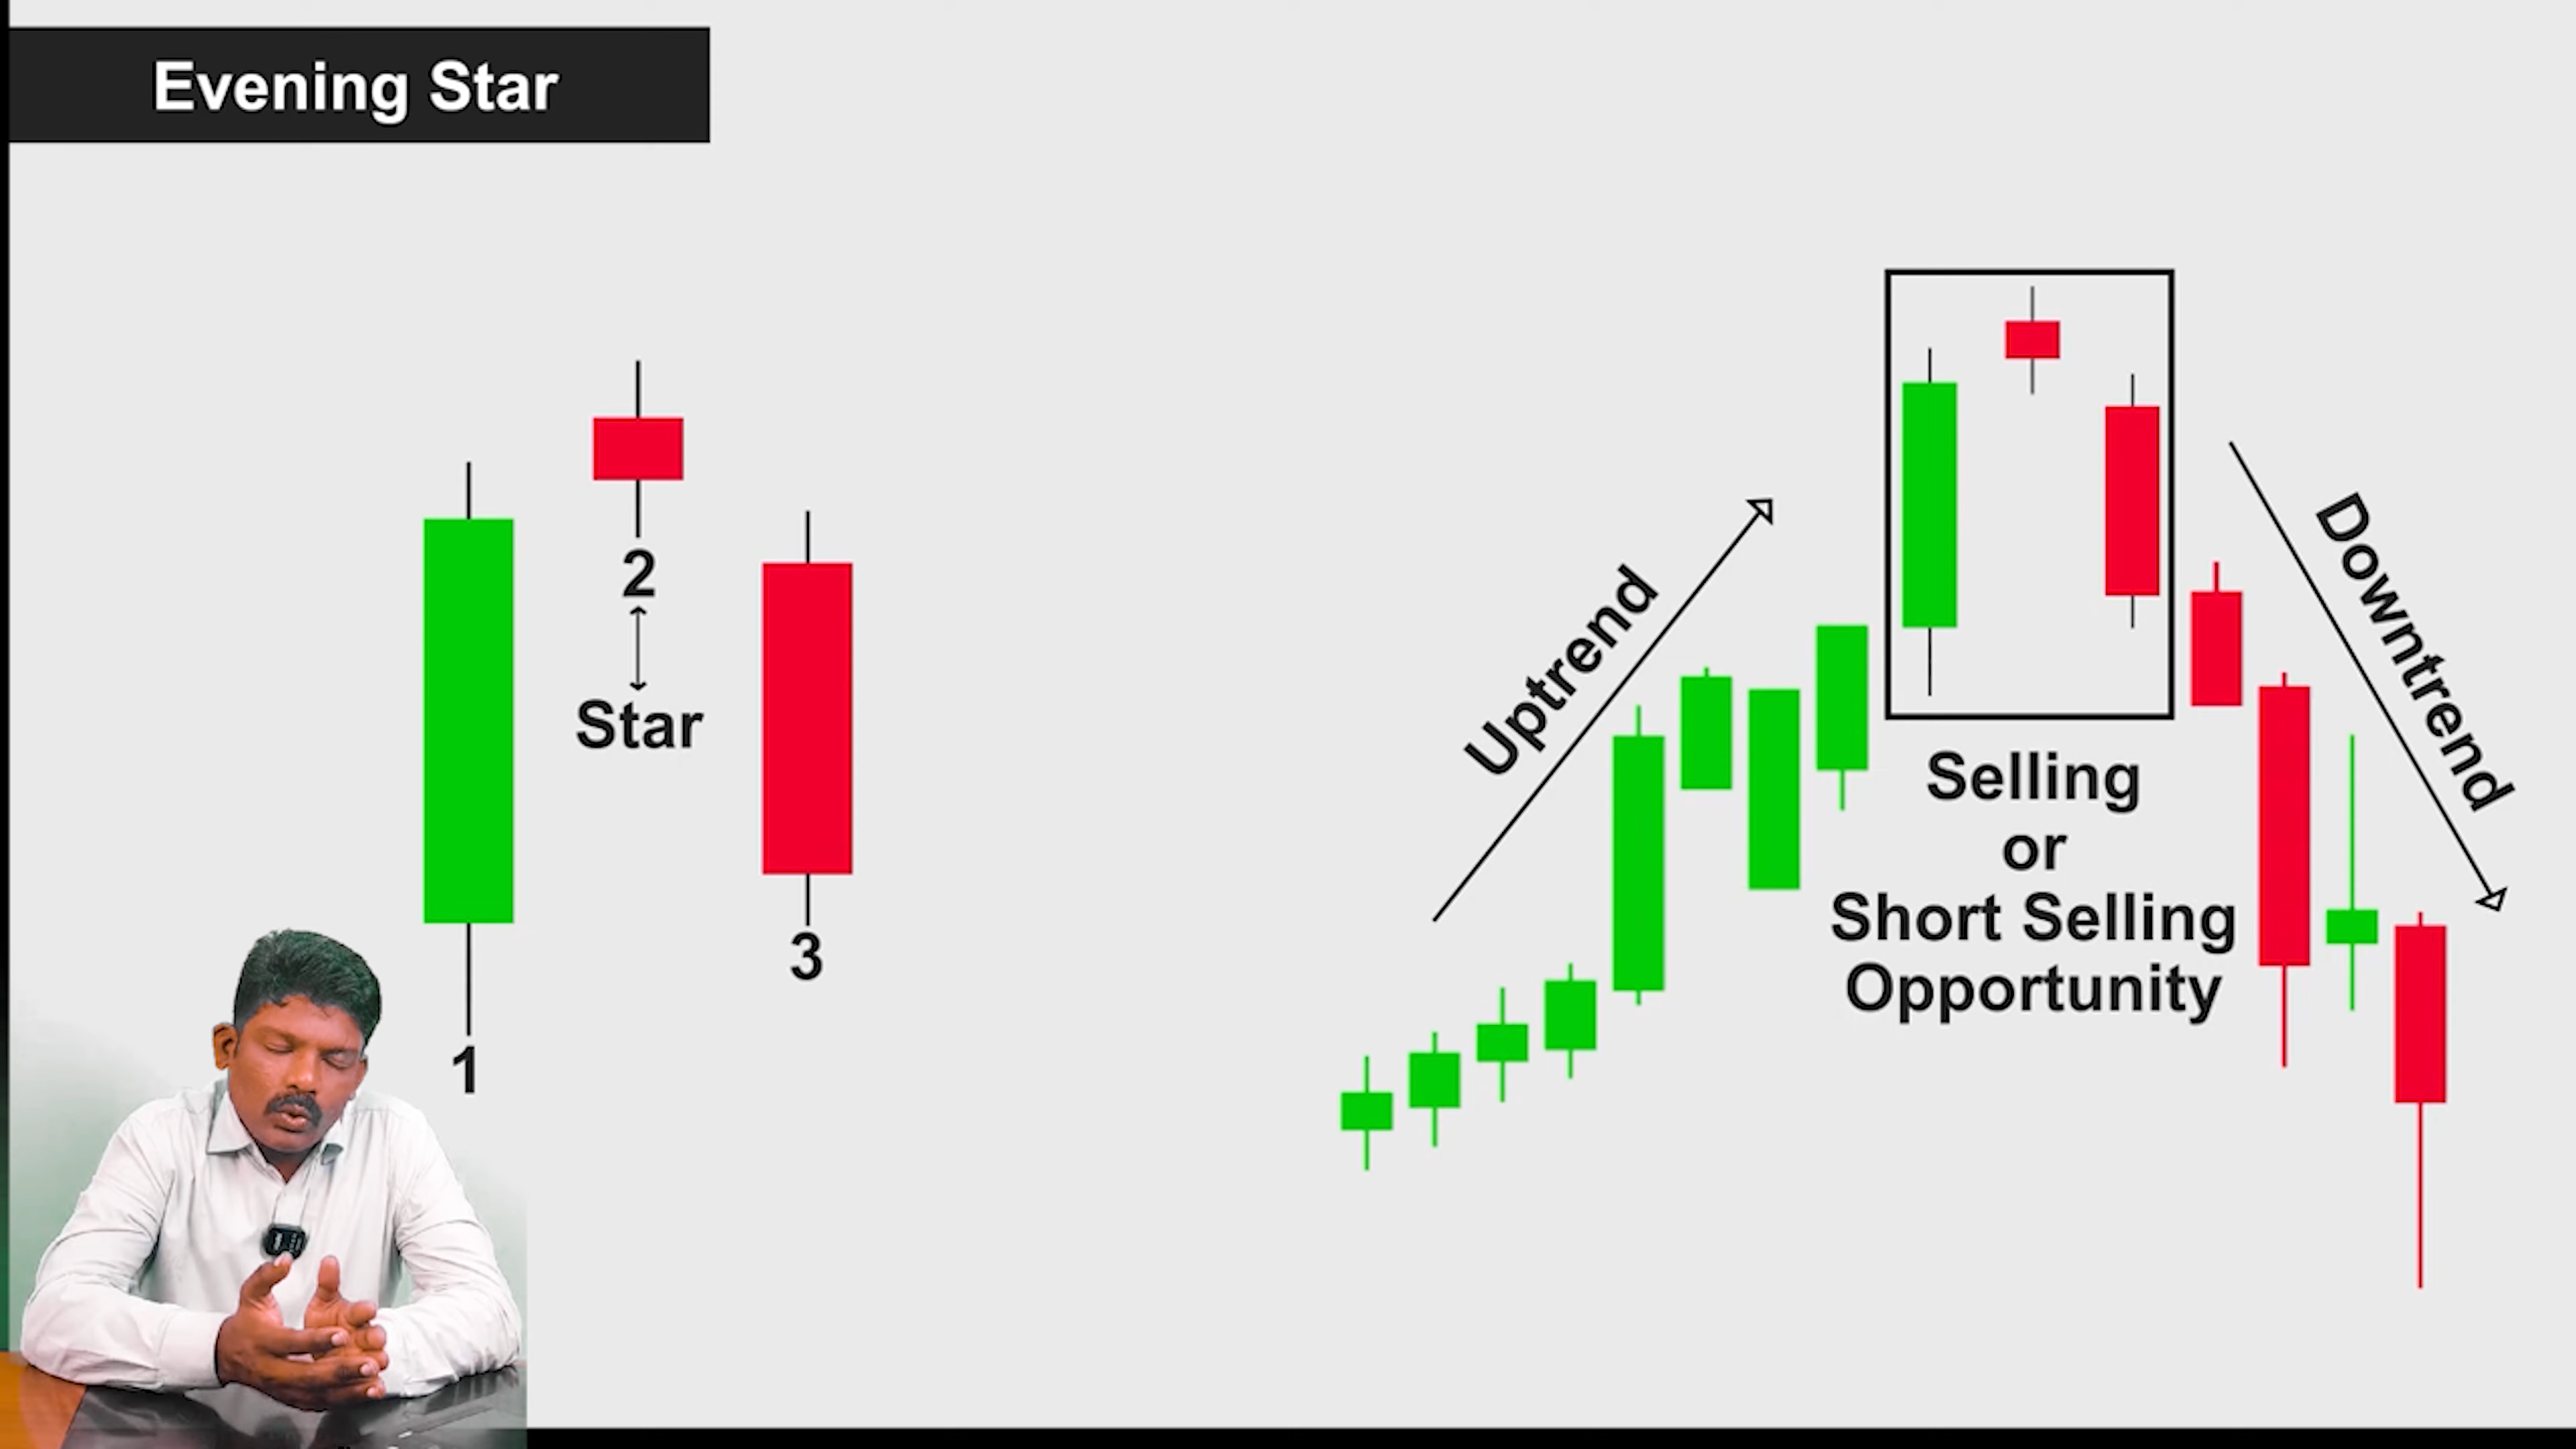 Evening Star
2
Star
3
1
Uptrend
Downtrend
Selling
or
Short Selling
Opportunity